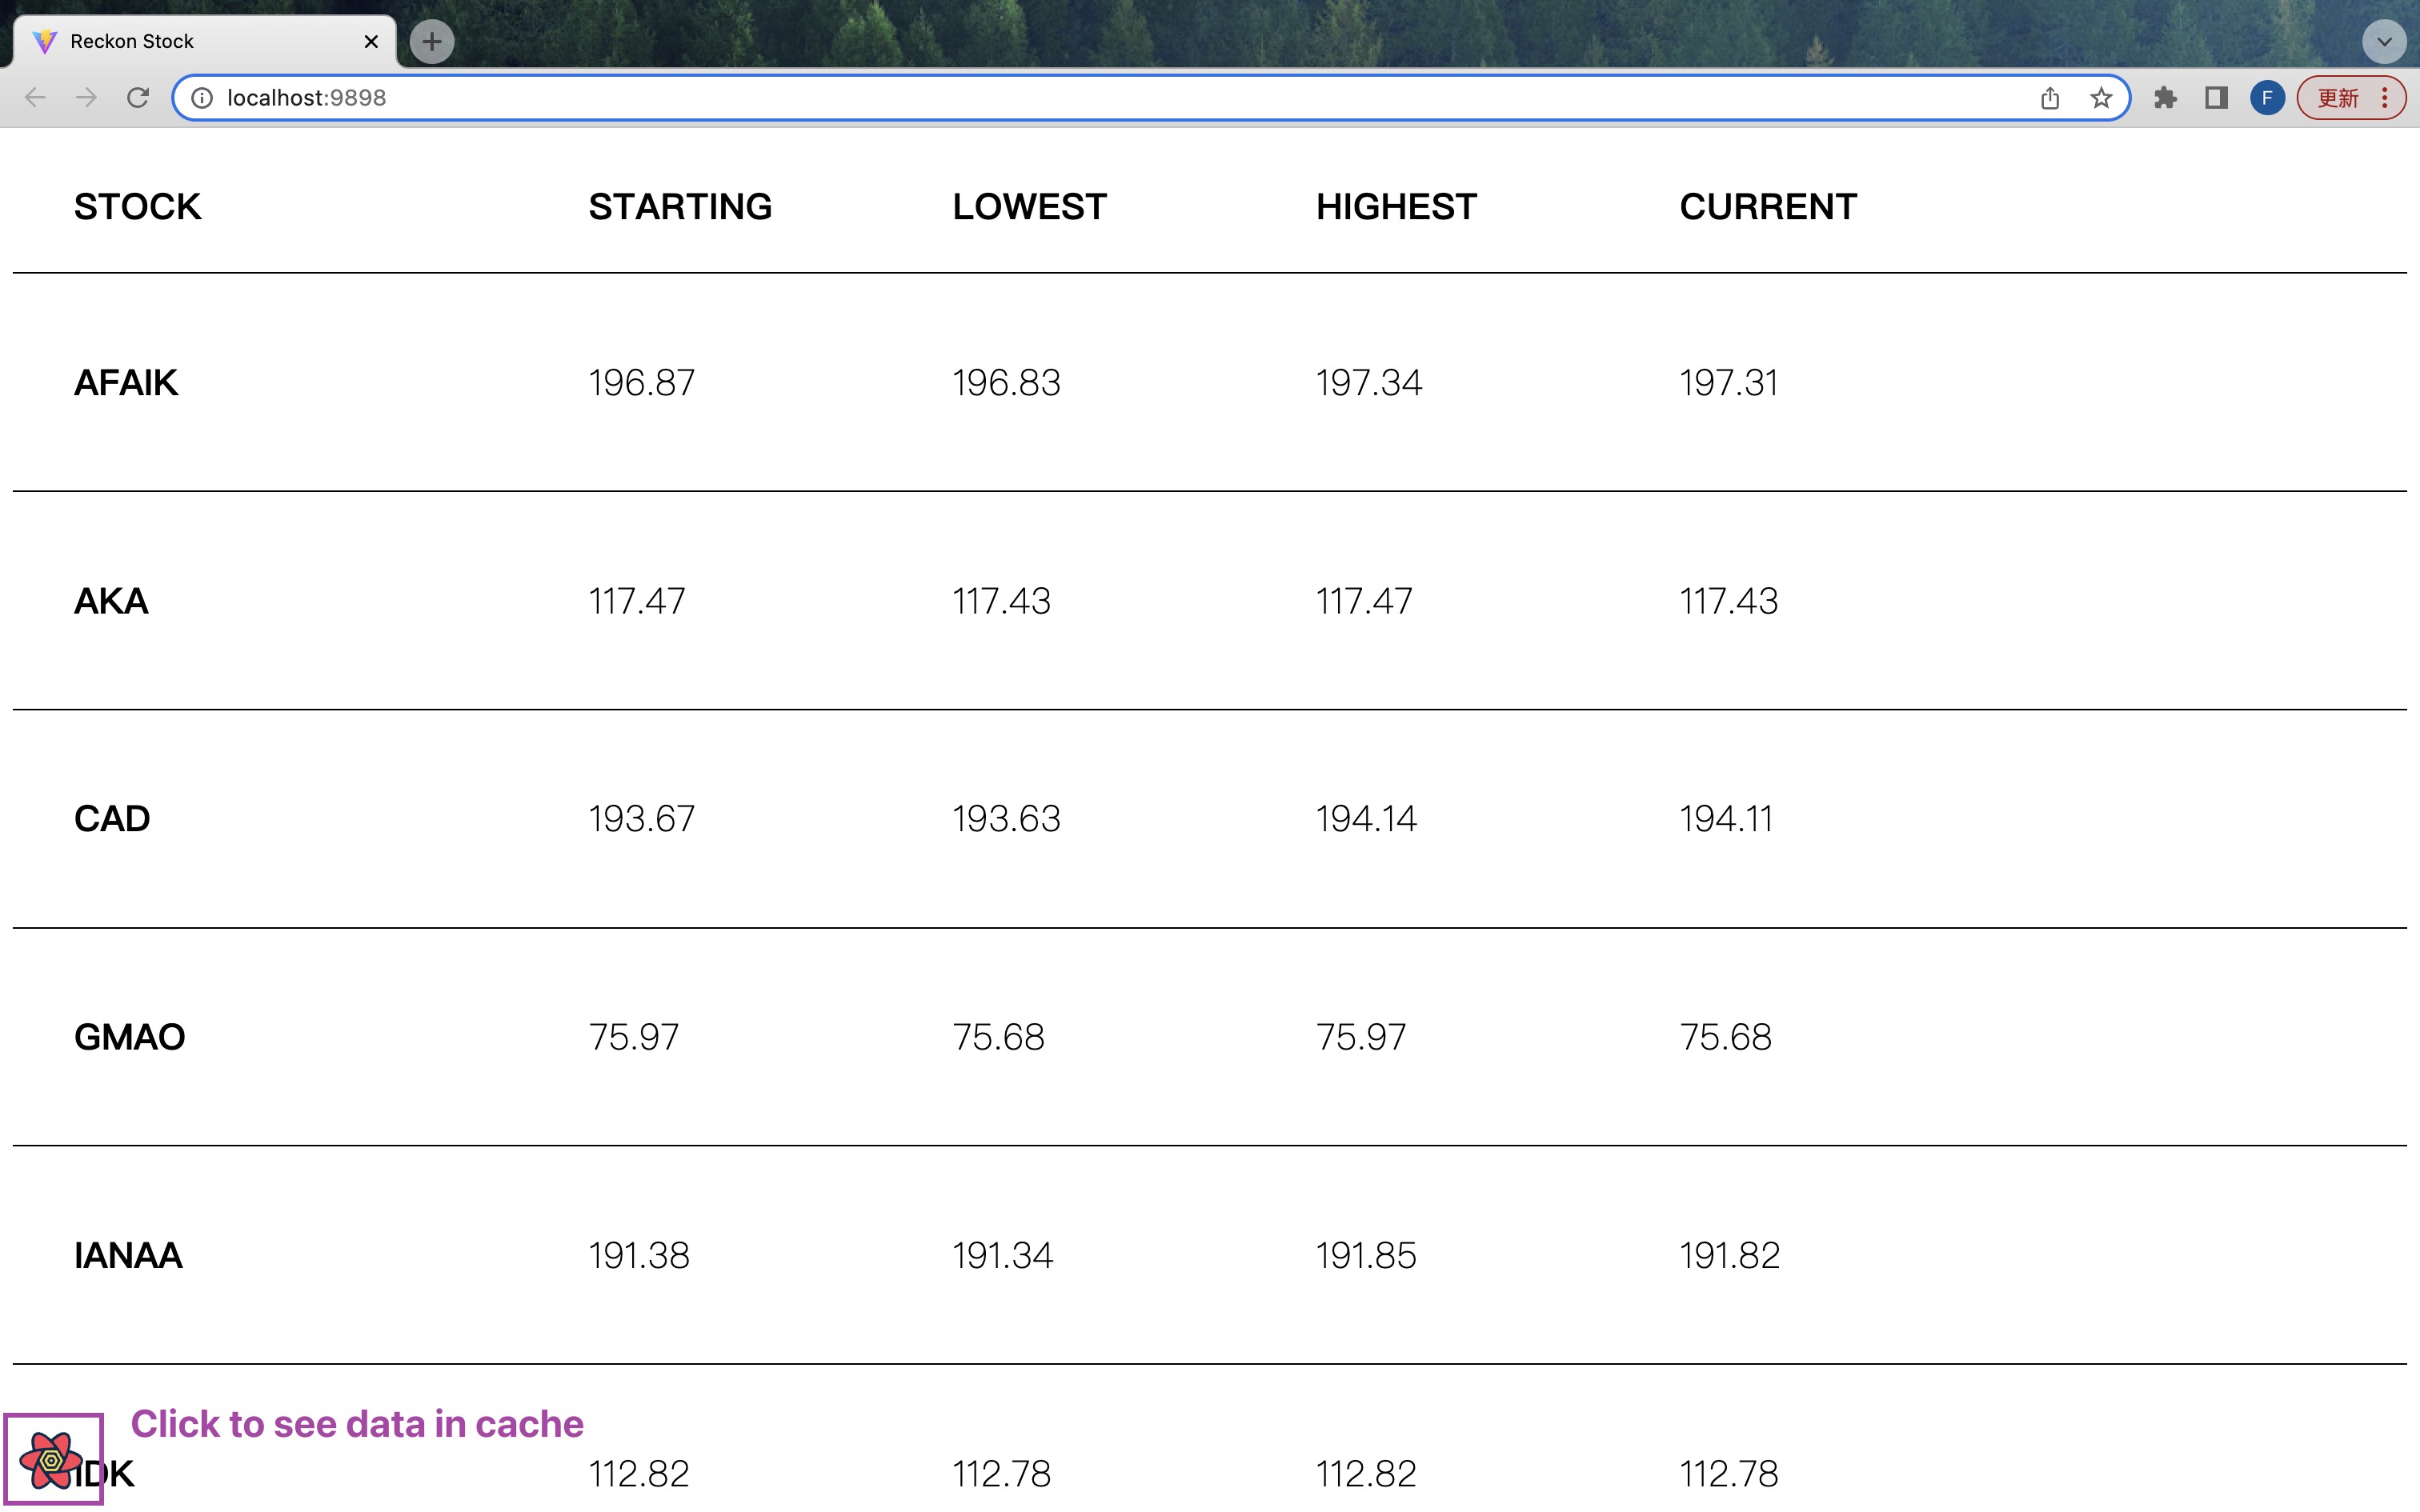 Reckon Stock
localhost:9898
F
更新
STOCK STARTING LOWEST HIGHEST CURRENT
AFAIK 196.87 196.83 197.34 197.31
AKA 117.47 117.43 117.47 117.43
CAD 193.67 193.63 194.14 194.11
GMAO 75.97 75.68 75.97 75.68
IANAA 191.38 191.34 191.85 191.82
Click to see data in cache
IDK 112.82 112.78 112.82 112.78